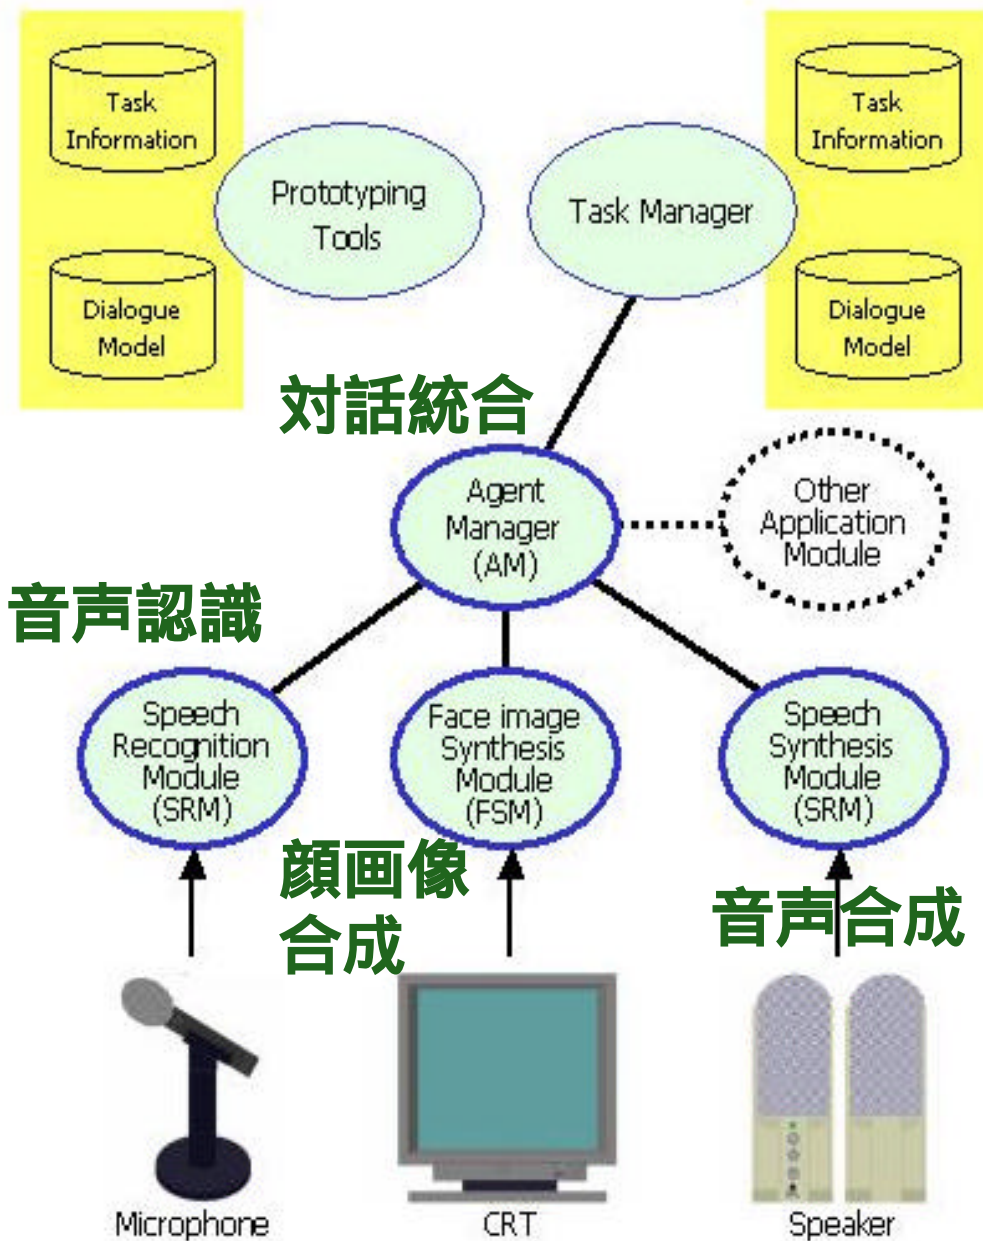 Task
Information
Dialogue
Model
Prototyping
Tools
Task Manager
Task
Information
Dialogue
Model
対話統合
Agent
Manager
(AM)
Other
Application
Module
音声認識
Speech
Recognition
Module
(SRM)
Face image
Synthesis
Module
(FSM)
Speech
Synthesis
Module
(SRM)
顔画像
合成
音声合成
Microphone
CRT
Speaker